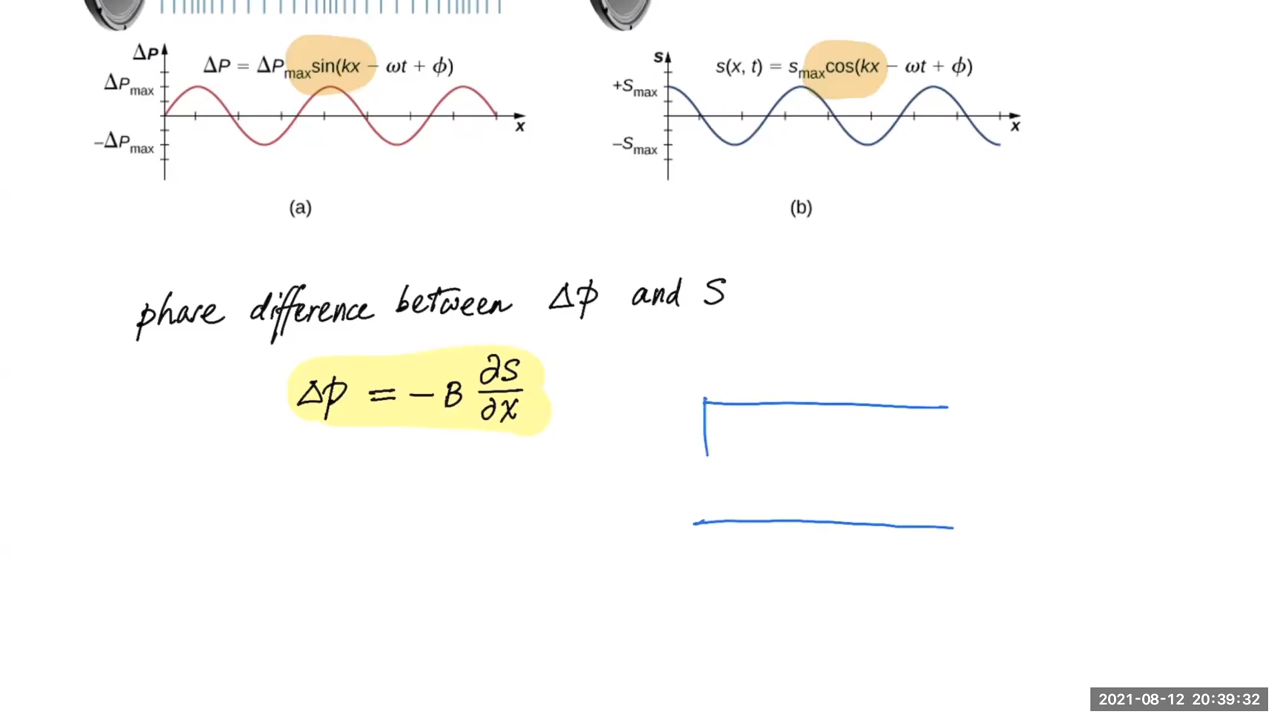 ΔP
ΔP = ΔP_max sin(kx − ωt + ϕ)
ΔP_max
−ΔP_max
x
(a)
s
s(x, t) = s_max cos(kx − ωt + ϕ)
+S_max
−S_max
x
(b)
phase difference between Δp and S
Δp = − B ∂S/∂x
2021-08-12 20:39:32